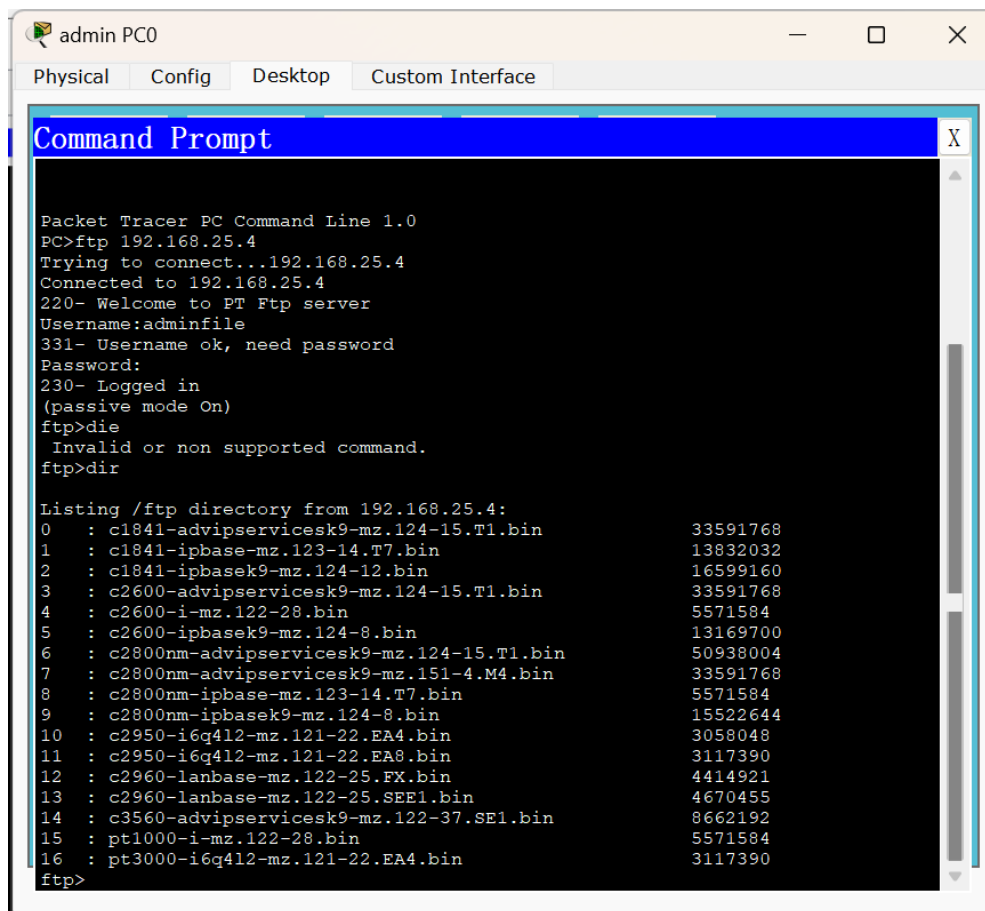 admin PC0
Physical Config Desktop Custom Interface
Command Prompt X
Packet Tracer PC Command Line 1.0
PC>ftp 192.168.25.4
Trying to connect...192.168.25.4
Connected to 192.168.25.4
220- Welcome to PT Ftp server
Username:adminfile
331- Username ok, need password
Password:
230- Logged in
(passive mode On)
ftp>die
Invalid or non supported command.
ftp>dir
Listing /ftp directory from 192.168.25.4:
0 : c1841-advipservicesk9-mz.124-15.T1.bin 33591768
1 : c1841-ipbase-mz.123-14.T7.bin 13832032
2 : c1841-ipbasek9-mz.124-12.bin 16599160
3 : c2600-advipservicesk9-mz.124-15.T1.bin 33591768
4 : c2600-i-mz.122-28.bin 5571584
5 : c2600-ipbasek9-mz.124-8.bin 13169700
6 : c2800nm-advipservicesk9-mz.124-15.T1.bin 50938004
7 : c2800nm-advipservicesk9-mz.151-4.M4.bin 33591768
8 : c2800nm-ipbase-mz.123-14.T7.bin 5571584
9 : c2800nm-ipbasek9-mz.124-8.bin 15522644
10 : c2950-i6q4l2-mz.121-22.EA4.bin 3058048
11 : c2950-i6q4l2-mz.121-22.EA8.bin 3117390
12 : c2960-lanbase-mz.122-25.FX.bin 4414921
13 : c2960-lanbase-mz.122-25.SEE1.bin 4670455
14 : c3560-advipservicesk9-mz.122-37.SE1.bin 8662192
15 : pt1000-i-mz.122-28.bin 5571584
16 : pt3000-i6q4l2-mz.121-22.EA4.bin 3117390
ftp>